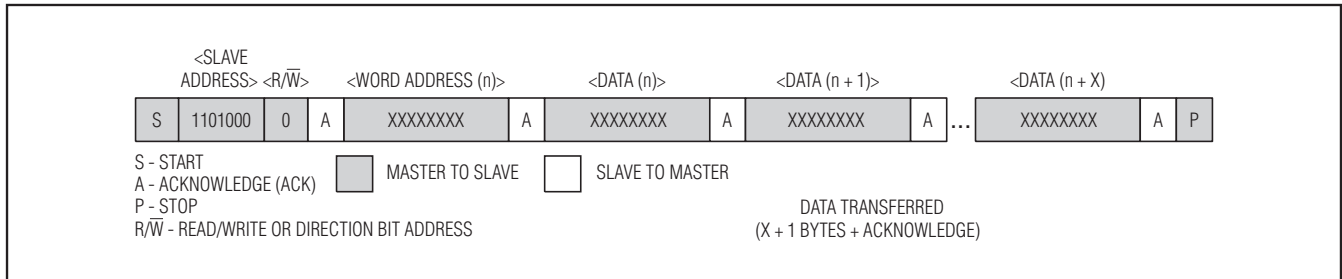 <SLAVE
ADDRESS> <R/W̅> <WORD ADDRESS (n)> <DATA (n)> <DATA (n + 1)> <DATA (n + X)
S 1101000 0 A XXXXXXXX A XXXXXXXX A XXXXXXXX A ... XXXXXXXX A P
S - START
A - ACKNOWLEDGE (ACK) MASTER TO SLAVE SLAVE TO MASTER
P - STOP
R/W̅ - READ/WRITE OR DIRECTION BIT ADDRESS
DATA TRANSFERRED
(X + 1 BYTES + ACKNOWLEDGE)